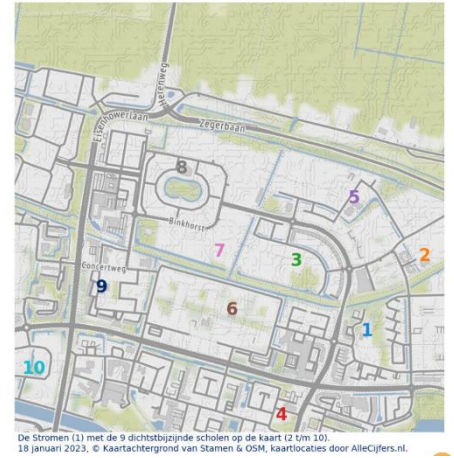 Herenweg
Eisenhowerlaan
Zegerbaan
8
5
Binkhorst
7
3
2
Concertweg
9
6
1
10
4
De Stromen (1) met de 9 dichtstbijzijnde scholen op de kaart (2 t/m 10).
18 januari 2023, © Kaartachtergrond van Stamen & OSM, kaartlocaties door AlleCijfers.nl.